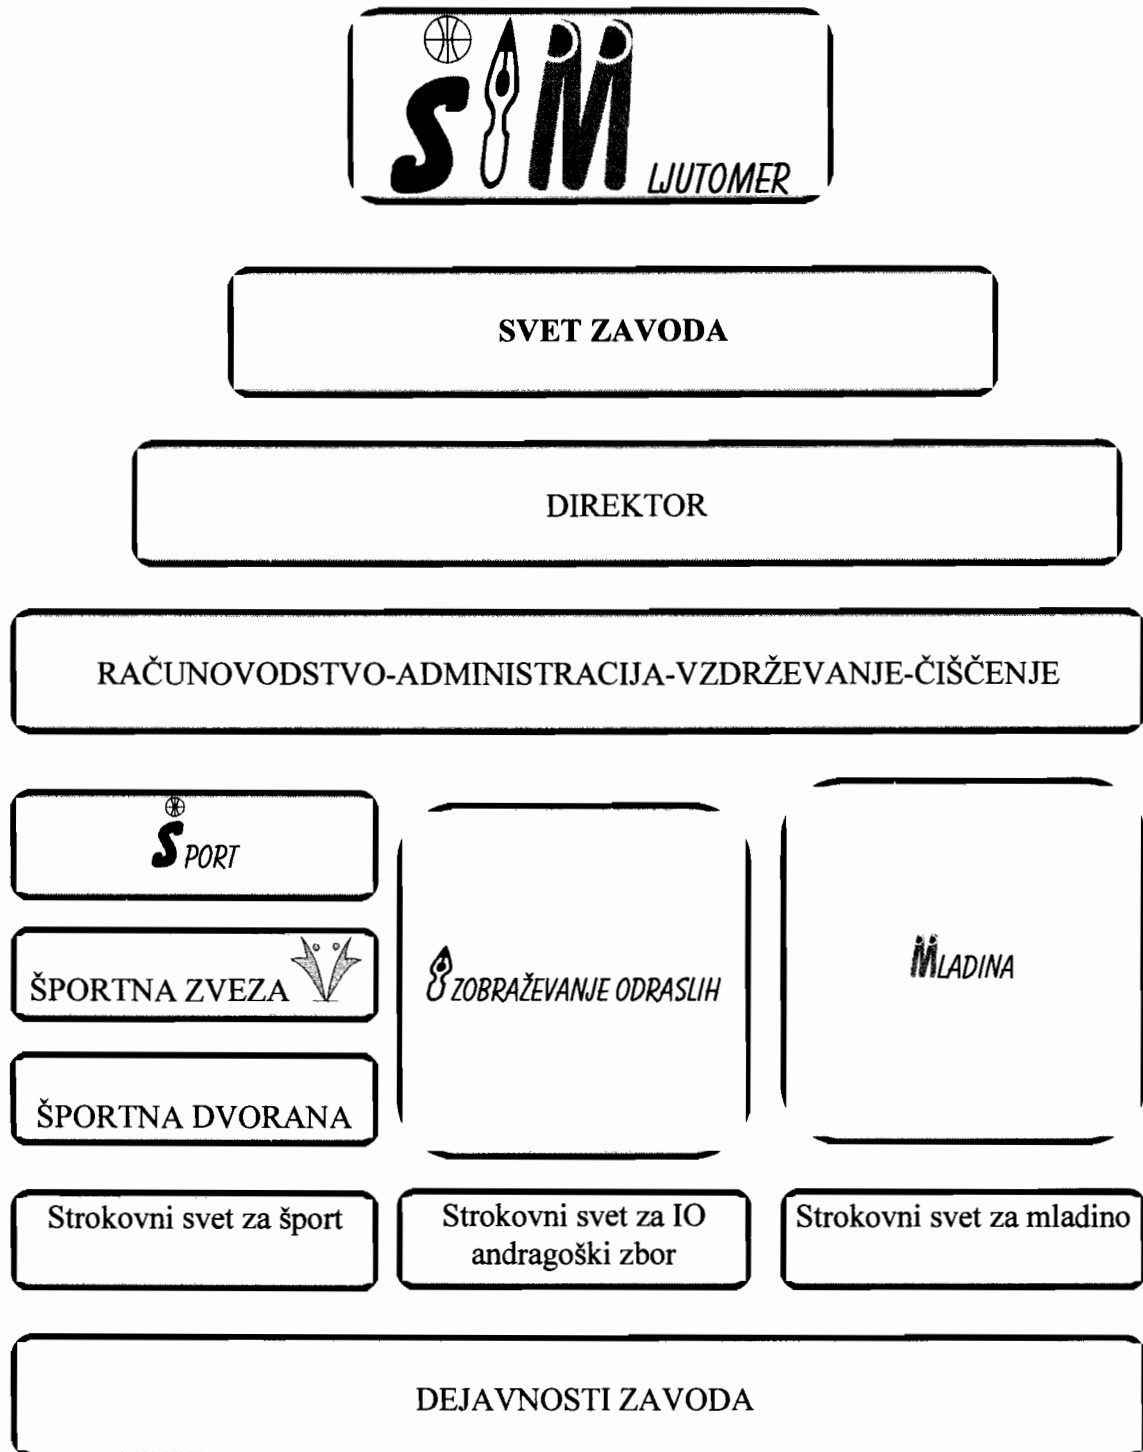 ŠIM LJUTOMER
SVET ZAVODA
DIREKTOR
RAČUNOVODSTVO-ADMINISTRACIJA-VZDRŽEVANJE-ČIŠČENJE
ŠPORT
ŠPORTNA ZVEZA
ŠPORTNA DVORANA
IZOBRAŽEVANJE ODRASLIH
MLADINA
Strokovni svet za šport
Strokovni svet za IO
andragoški zbor
Strokovni svet za mladino
DEJAVNOSTI ZAVODA